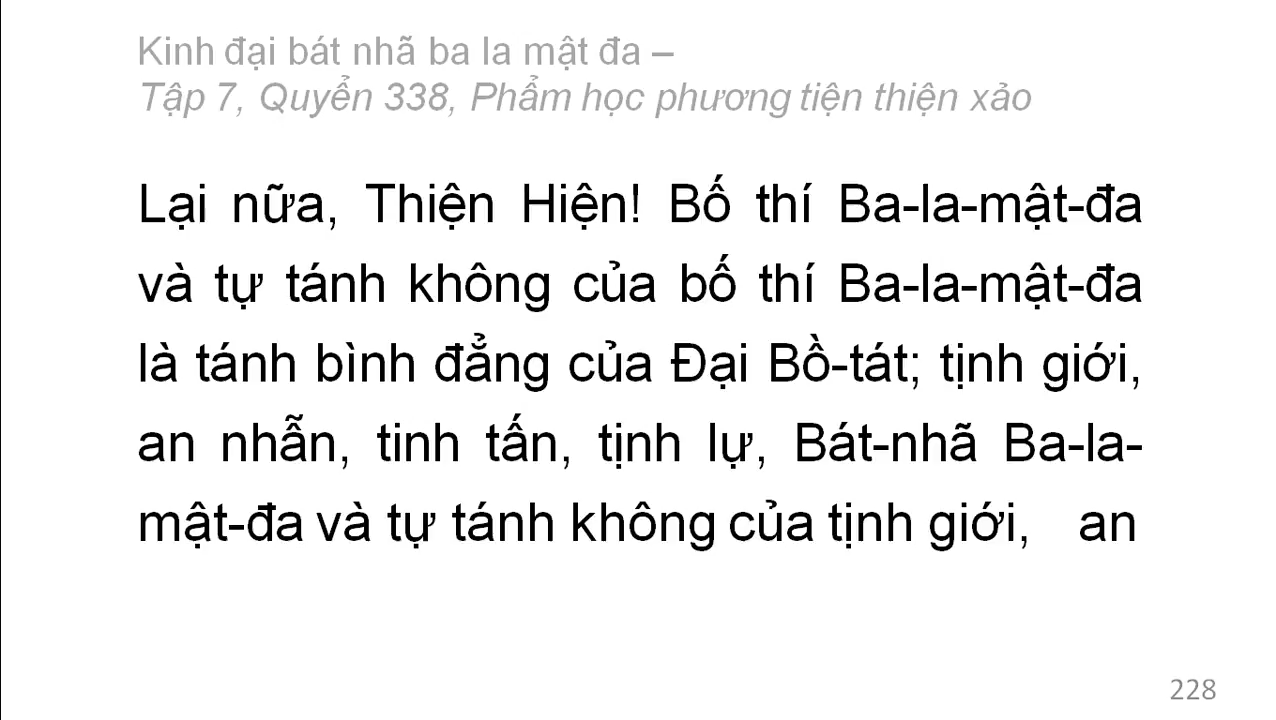 Kinh đại bát nhã ba la mật đa –
Tập 7, Quyển 338, Phẩm học phương tiện thiện xảo
Lại nữa, Thiện Hiện! Bố thí Ba-la-mật-đa
và tự tánh không của bố thí Ba-la-mật-đa
là tánh bình đẳng của Đại Bồ-tát; tịnh giới,
an nhẫn, tinh tấn, tịnh lự, Bát-nhã Ba-la-
mật-đa và tự tánh không của tịnh giới, an
228